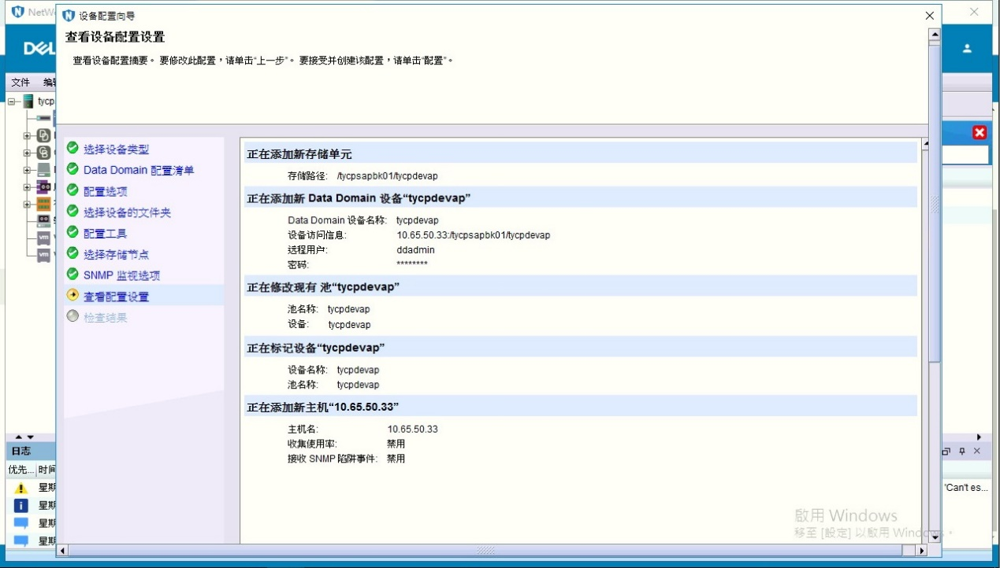 NetW
设备配置向导
查看设备配置设置
查看设备配置摘要。要修改此配置，请单击“上一步”。要接受并创建该配置，请单击“配置”。
DELL
文件 编辑
tycp
选择设备类型
Data Domain 配置清单
配置选项
选择设备的文件夹
配置工具
选择存储节点
SNMP 监视选项
查看配置设置
检查结果
正在添加新存储单元
存储路径: /tycpsapbk01/tycpdevap
正在添加新 Data Domain 设备“tycpdevap”
Data Domain 设备名称: tycpdevap
设备访问信息: 10.65.50.33:/tycpsapbk01/tycpdevap
远程用户: ddadmin
密码: ********
正在修改现有 池“tycpdevap”
池名称: tycpdevap
设备: tycpdevap
正在标记设备“tycpdevap”
设备名称: tycpdevap
池名称: tycpdevap
正在添加新主机“10.65.50.33”
主机名: 10.65.50.33
收集使用率: 禁用
接收 SNMP 陷阱事件: 禁用
日志
优先... 时间
星期
星期
星期
星期
'Can't es...
啟用 Windows
移至 [設定] 以啟用 Windows。